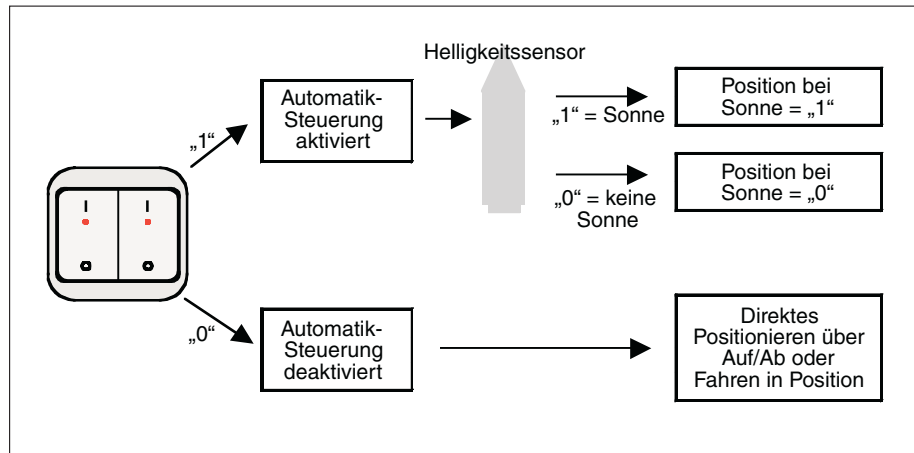 Helligkeitssensor
Automatik-
Steuerung
aktiviert
„1“
„1“ = Sonne
Position bei
Sonne = „1“
„0“ = keine
Sonne
Position bei
Sonne = „0“
I I
„0“
Automatik-
Steuerung
deaktiviert
Direktes
Positionieren über
Auf/Ab oder
Fahren in Position